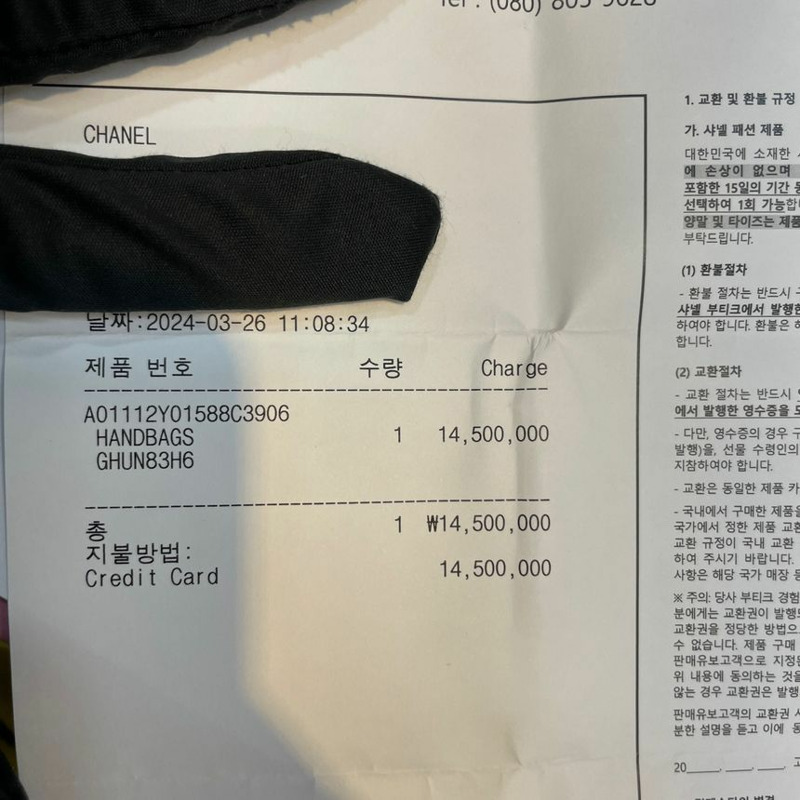 Tel : (080) 805-9628
CHANEL
날짜:2024-03-26 11:08:34
제품 번호 수량 Charge
A01112Y01588C3906
HANDBAGS 1 14,500,000
GHUN83H6
총 1 ₩14,500,000
지불방법:
Credit Card 14,500,000
1. 교환 및 환불 규정
가. 샤넬 패션 제품
대한민국에 소재한
에 손상이 없으며
포함한 15일의 기간
선택하여 1회 가능합
양말 및 타이즈는 제품
부탁드립니다.
(1) 환불절차
- 환불 절차는 반드시
샤넬 부티크에서 발행한
하여야 합니다. 환불은
합니다.
(2) 교환절차
- 교환 절차는 반드시
에서 발행한 영수증을
- 다만, 영수증의 경우
발행)을, 선물 수령인의
지참하여야 합니다.
- 교환은 동일한 제품
- 국내에서 구매한 제품을
국가에서 정한 제품 교환
교환 규정이 국내 교환
하여 주시기 바랍니다.
사항은 해당 국가 매장
※ 주의: 당사 부티크 경험
분에게는 교환권이 발행
교환권을 정당한 방법으
수 없습니다. 제품 구매
판매유보고객으로 지정
위 내용에 동의하는 것을
않는 경우 교환권은 발행
판매유보고객의 교환권
분한 설명을 듣고 이에
20____, ____, ____,